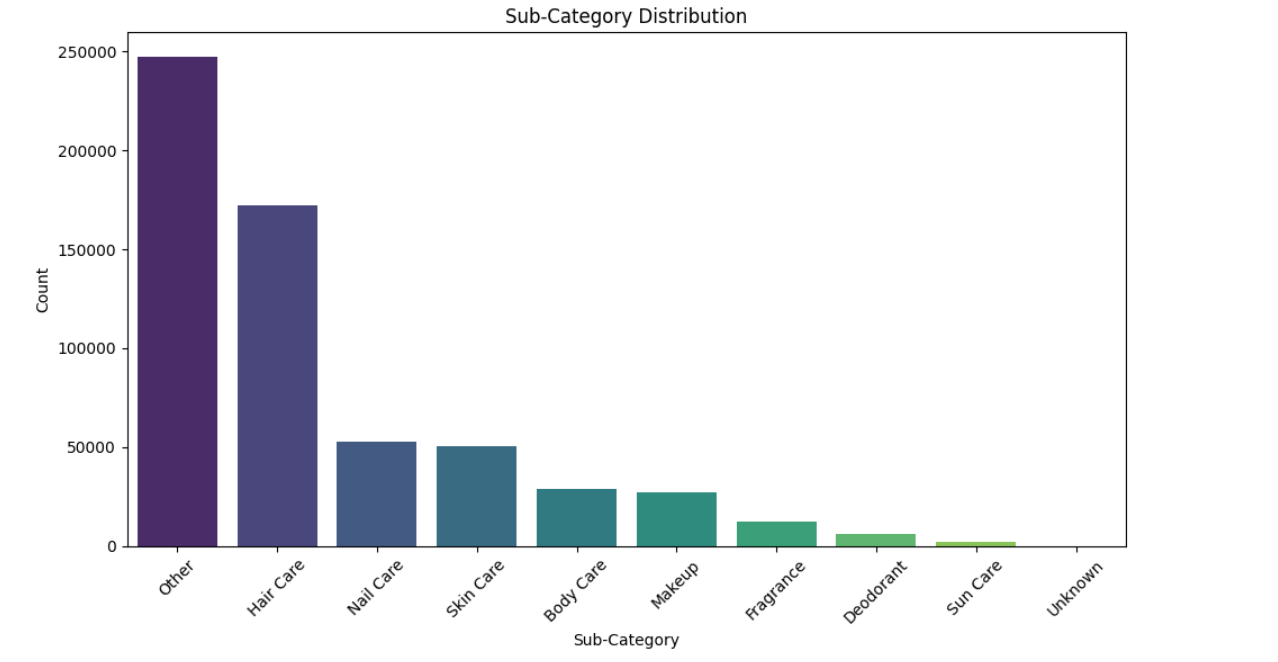 Sub-Category Distribution
250000
200000
150000
100000
50000
0
Count
Other
Hair Care
Nail Care
Skin Care
Body Care
Makeup
Fragrance
Deodorant
Sun Care
Unknown
Sub-Category